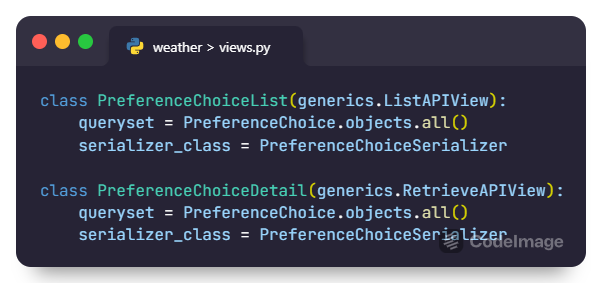 weather > views.py
class PreferenceChoiceList(generics.ListAPIView):
    queryset = PreferenceChoice.objects.all()
    serializer_class = PreferenceChoiceSerializer
class PreferenceChoiceDetail(generics.RetrieveAPIView):
    queryset = PreferenceChoice.objects.all()
    serializer_class = PreferenceChoiceSerializer
CodeImage